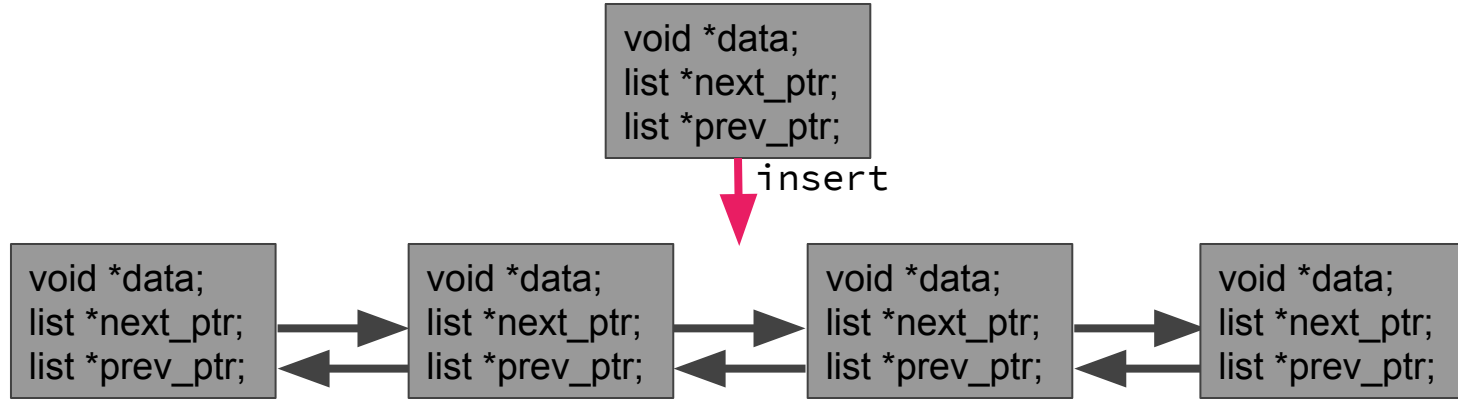 void *data;
list *next_ptr;
list *prev_ptr;
insert
void *data;
list *next_ptr;
list *prev_ptr;
void *data;
list *next_ptr;
list *prev_ptr;
void *data;
list *next_ptr;
list *prev_ptr;
void *data;
list *next_ptr;
list *prev_ptr;